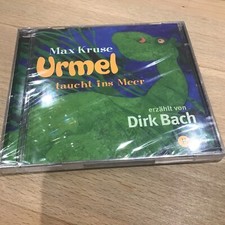 Max Kruse
Urmel
taucht ins Meer
erzählt von
Dirk Bach